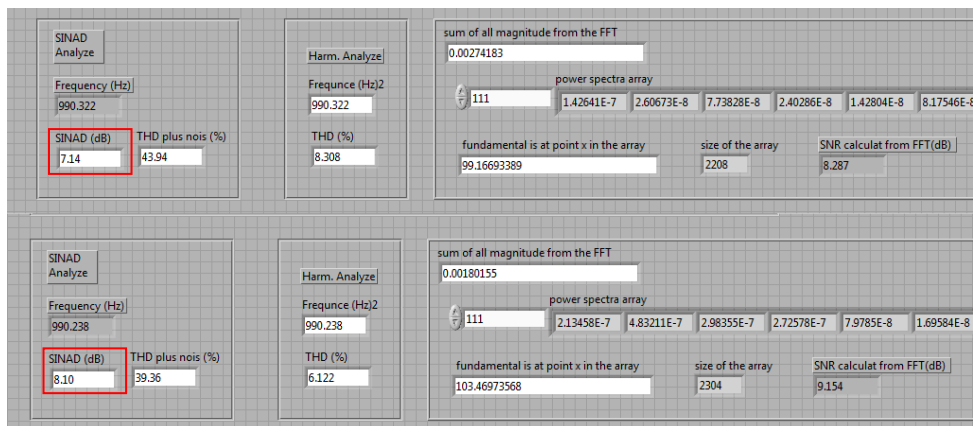 SINAD
Analyze
Frequency (Hz)
990.322
SINAD (dB)
7.14
THD plus nois (%)
43.94
Harm. Analyze
Frequnce (Hz)2
990.322
THD (%)
8.308
sum of all magnitude from the FFT
0.00274183
power spectra array
111 1.42641E-7 2.60673E-8 7.73828E-8 2.40286E-8 1.42804E-8 8.17546E-8
fundamental is at point x in the array
99.16693389
size of the array
2208
SNR calculat from FFT(dB)
8.287
SINAD
Analyze
Frequency (Hz)
990.238
SINAD (dB)
8.10
THD plus nois (%)
39.36
Harm. Analyze
Frequnce (Hz)2
990.238
THD (%)
6.122
sum of all magnitude from the FFT
0.00180155
power spectra array
111 2.13458E-7 4.83211E-7 2.98355E-7 2.72578E-7 7.9785E-8 1.69584E-8
fundamental is at point x in the array
103.46973568
size of the array
2304
SNR calculat from FFT(dB)
9.154